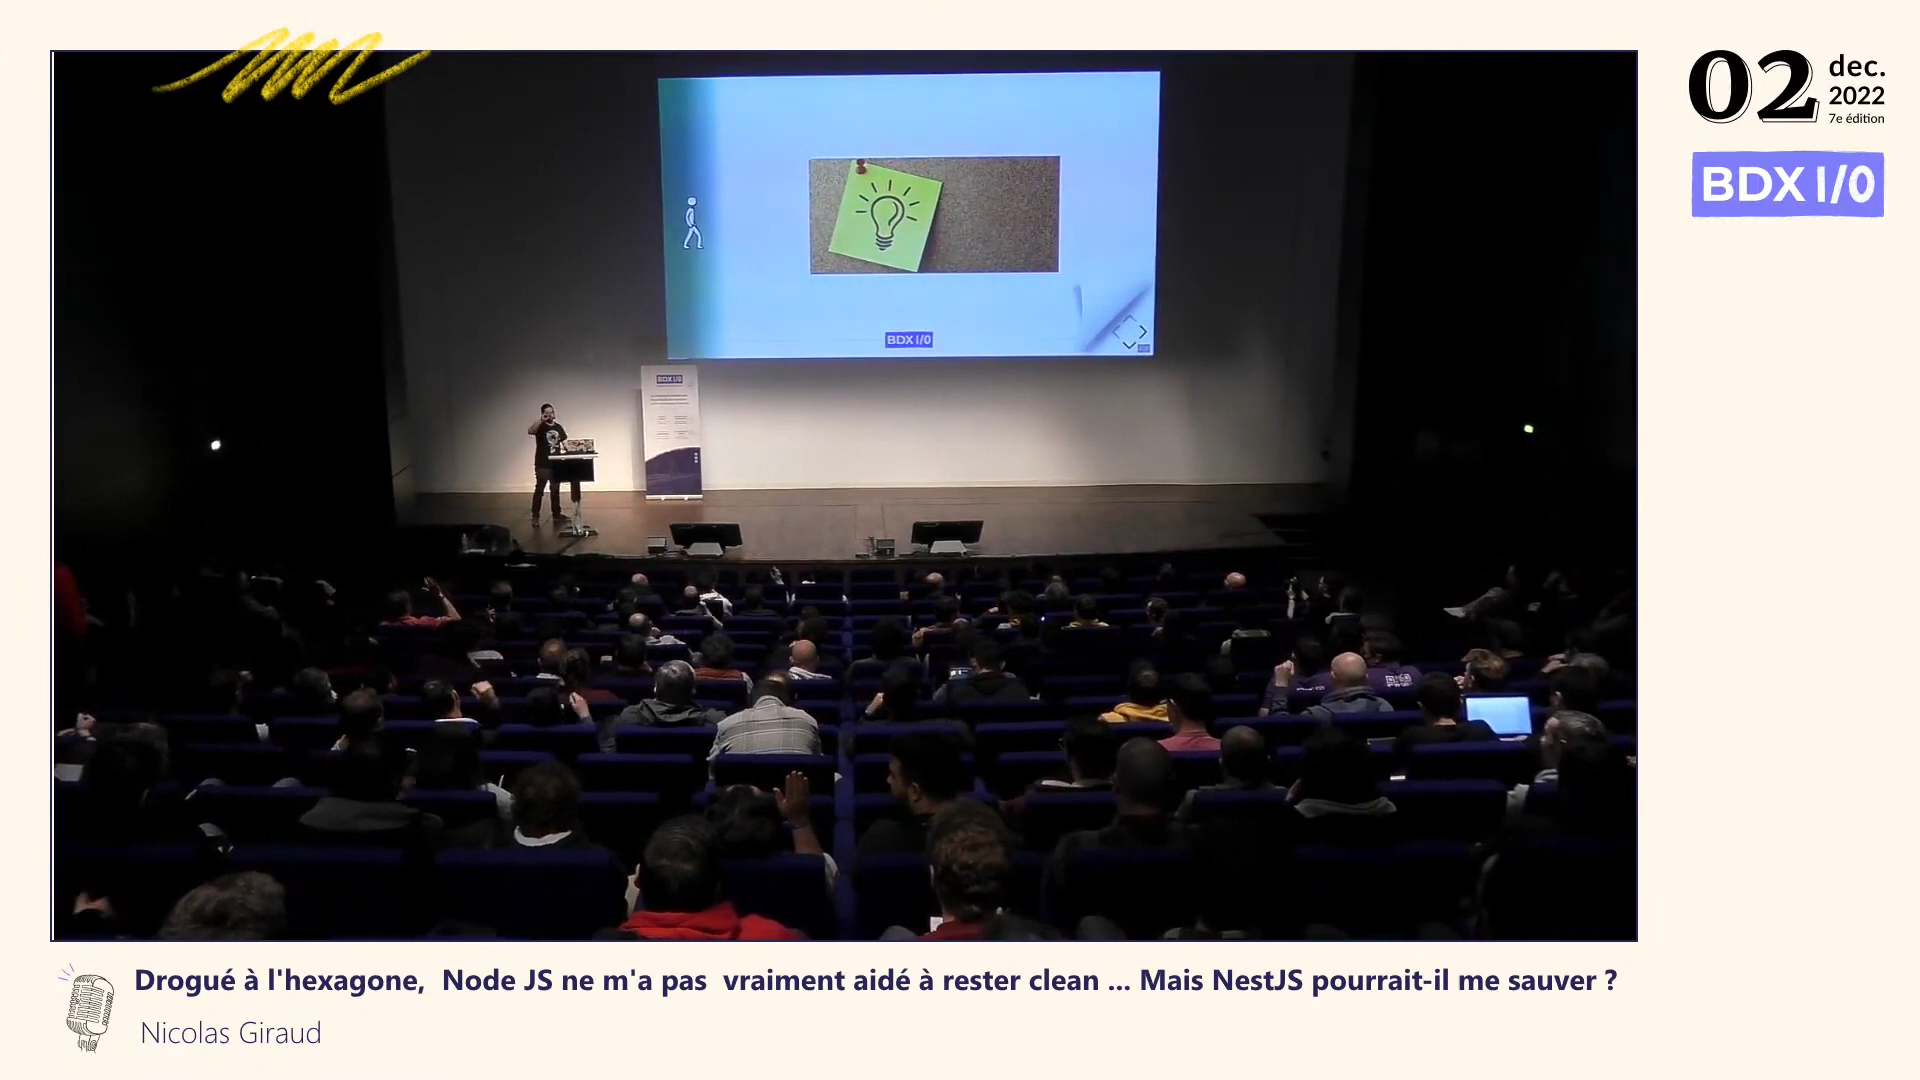 02 dec.
2022
7e édition
BDX I/O
BDX I/O
BDX I/O
Drogué à l'hexagone,  Node JS ne m'a pas  vraiment aidé à rester clean ... Mais NestJS pourrait-il me sauver ?
Nicolas Giraud